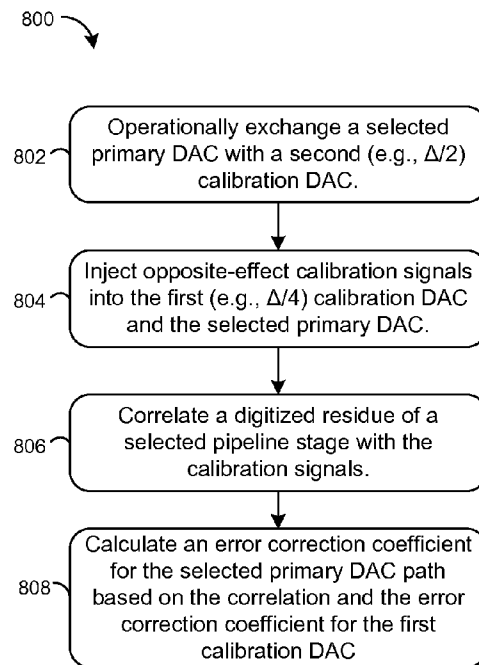 800
802
Operationally exchange a selected
primary DAC with a second (e.g., Δ/2)
calibration DAC.
804
Inject opposite-effect calibration signals
into the first (e.g., Δ/4) calibration DAC
and the selected primary DAC.
806
Correlate a digitized residue of a
selected pipeline stage with the
calibration signals.
808
Calculate an error correction coefficient
for the selected primary DAC path
based on the correlation and the error
correction coefficient for the first
calibration DAC